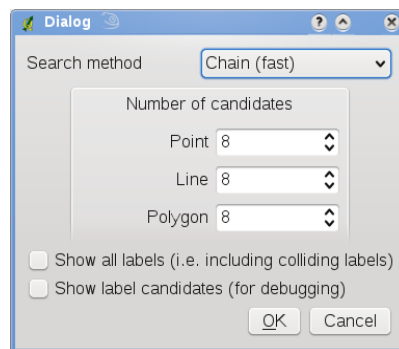 Dialog
Search method Chain (fast)
Number of candidates
Point 8
Line 8
Polygon 8
Show all labels (i.e. including colliding labels)
Show label candidates (for debugging)
OK Cancel